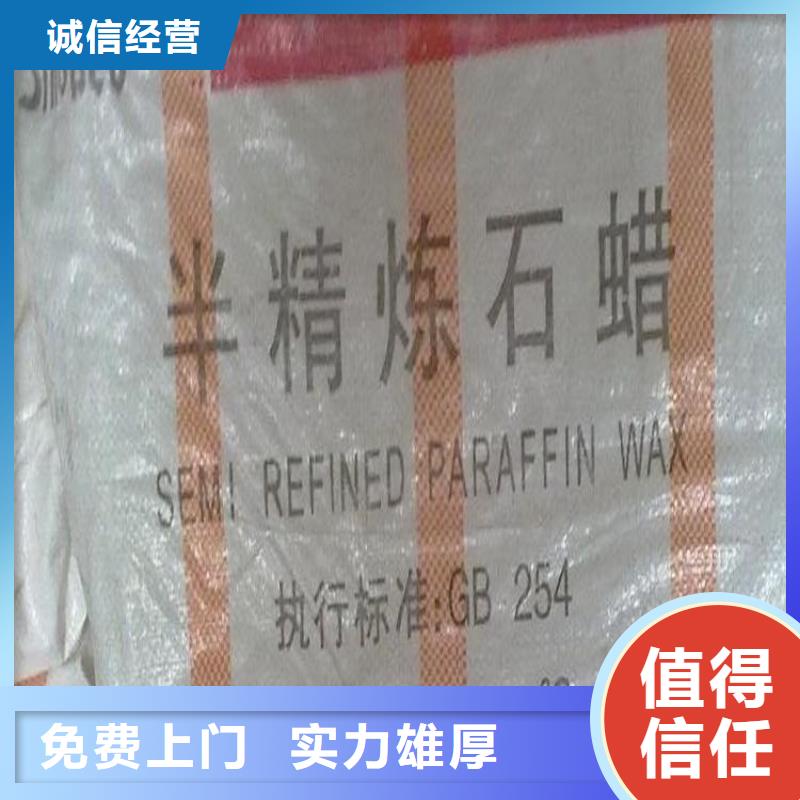 诚信经营
半精炼石蜡
SEMI REFINED PARAFFIN WAX
执行标准:GB 254
值得
信任
免费上门 实力雄厚